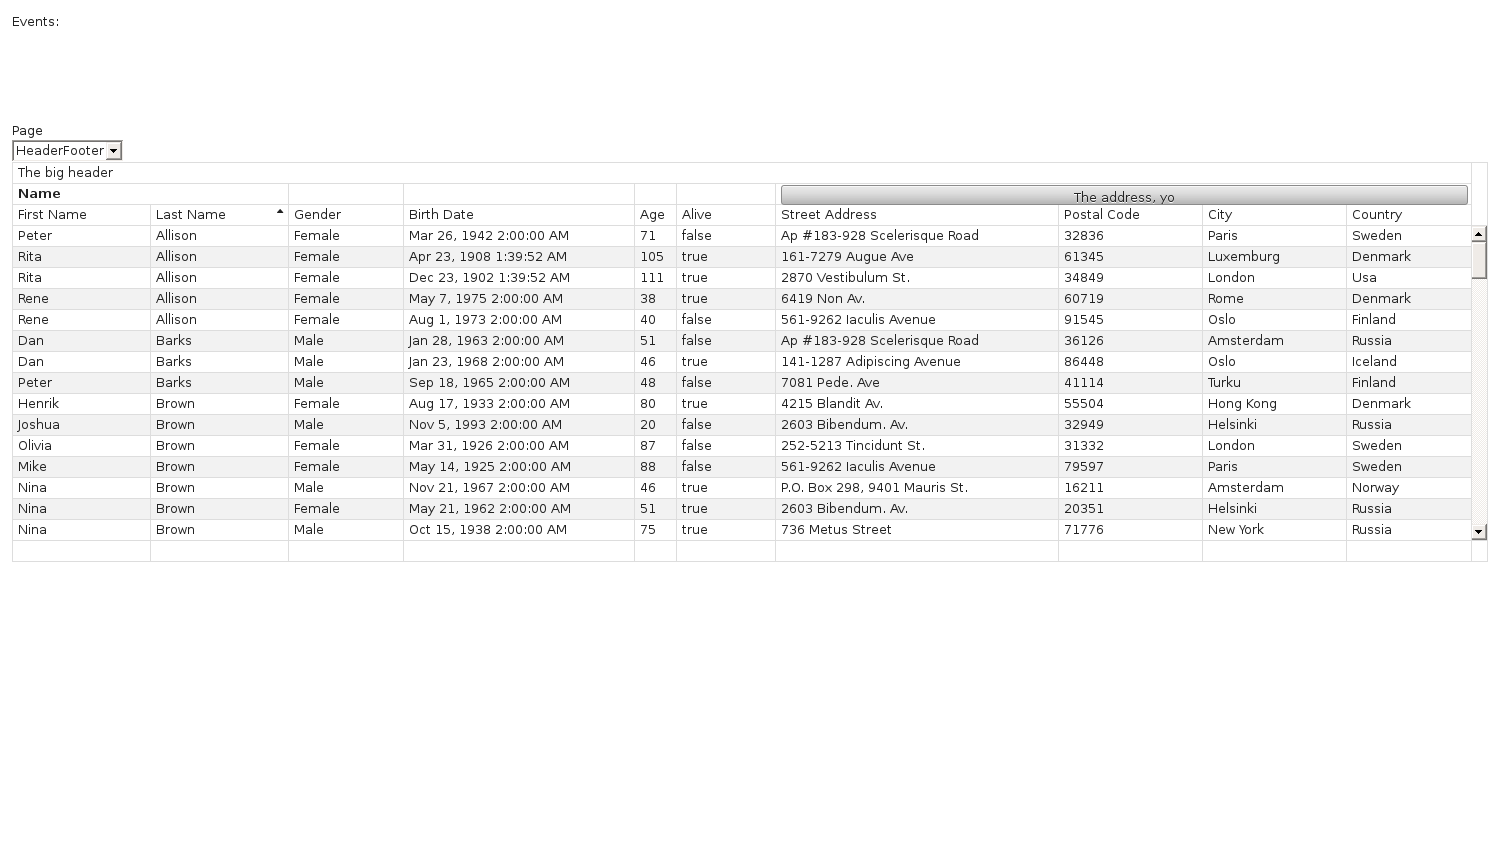 Events:
Page
HeaderFooter
The big header
Name The address, yo
First Name Last Name Gender Birth Date Age Alive Street Address Postal Code City Country
Peter Allison Female Mar 26, 1942 2:00:00 AM 71 false Ap #183-928 Scelerisque Road 32836 Paris Sweden
Rita Allison Female Apr 23, 1908 1:39:52 AM 105 true 161-7279 Augue Ave 61345 Luxemburg Denmark
Rita Allison Female Dec 23, 1902 1:39:52 AM 111 true 2870 Vestibulum St. 34849 London Usa
Rene Allison Female May 7, 1975 2:00:00 AM 38 true 6419 Non Av. 60719 Rome Denmark
Rene Allison Female Aug 1, 1973 2:00:00 AM 40 false 561-9262 Iaculis Avenue 91545 Oslo Finland
Dan Barks Male Jan 28, 1963 2:00:00 AM 51 false Ap #183-928 Scelerisque Road 36126 Amsterdam Russia
Dan Barks Male Jan 23, 1968 2:00:00 AM 46 true 141-1287 Adipiscing Avenue 86448 Oslo Iceland
Peter Barks Male Sep 18, 1965 2:00:00 AM 48 false 7081 Pede. Ave 41114 Turku Finland
Henrik Brown Female Aug 17, 1933 2:00:00 AM 80 true 4215 Blandit Av. 55504 Hong Kong Denmark
Joshua Brown Male Nov 5, 1993 2:00:00 AM 20 false 2603 Bibendum. Av. 32949 Helsinki Russia
Olivia Brown Female Mar 31, 1926 2:00:00 AM 87 false 252-5213 Tincidunt St. 31332 London Sweden
Mike Brown Female May 14, 1925 2:00:00 AM 88 false 561-9262 Iaculis Avenue 79597 Paris Sweden
Nina Brown Male Nov 21, 1967 2:00:00 AM 46 true P.O. Box 298, 9401 Mauris St. 16211 Amsterdam Norway
Nina Brown Female May 21, 1962 2:00:00 AM 51 true 2603 Bibendum. Av. 20351 Helsinki Russia
Nina Brown Male Oct 15, 1938 2:00:00 AM 75 true 736 Metus Street 71776 New York Russia